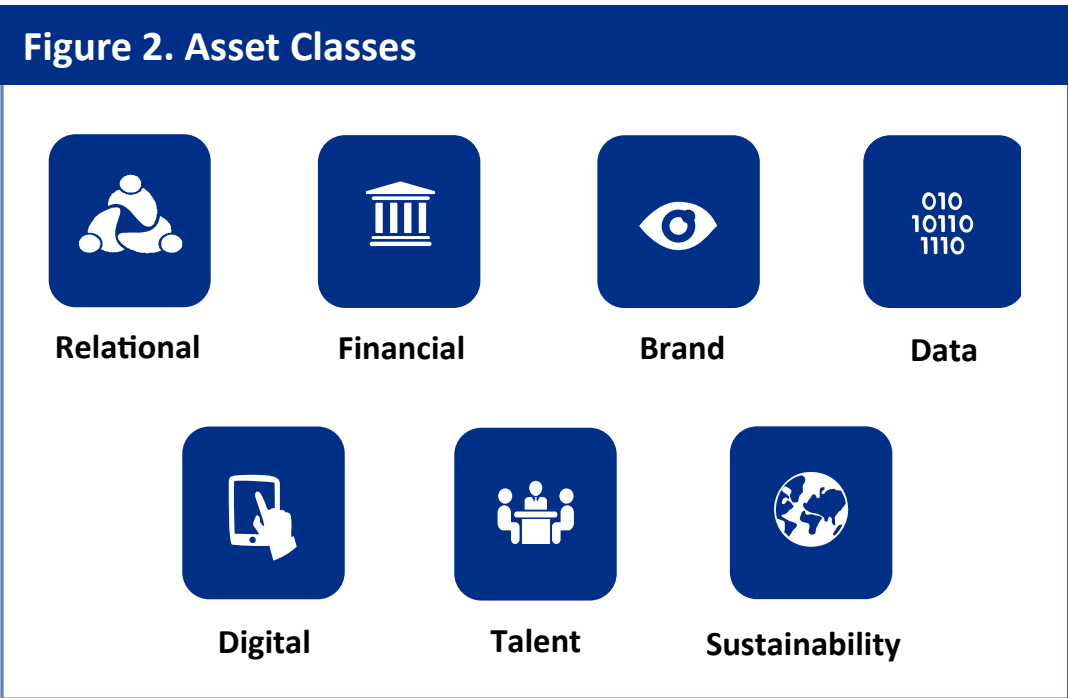 Figure 2. Asset Classes
010
10110
1110
Relational
Financial
Brand
Data
Digital
Talent
Sustainability